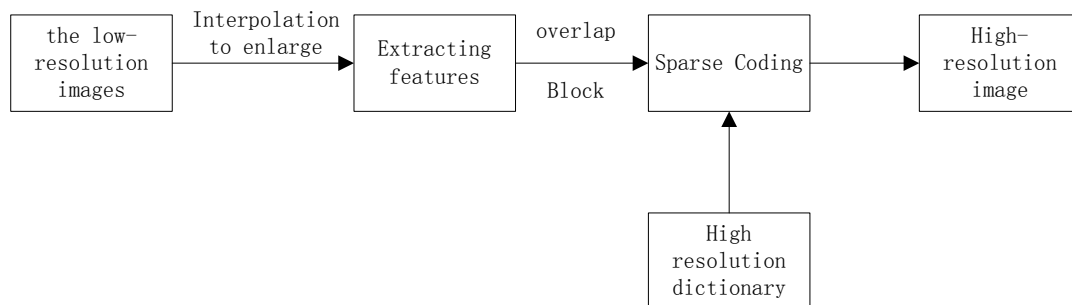 the low-
resolution
images
Interpolation
to enlarge
Extracting
features
overlap
Block
Sparse Coding
High-
resolution
image
High
resolution
dictionary